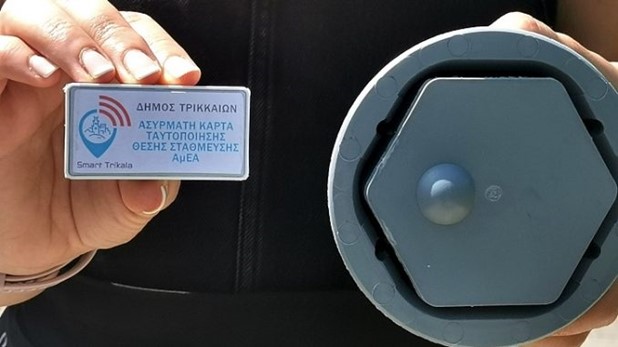 ΔΗΜΟΣ ΤΡΙΚΚΑΙΩΝ
ΑΣΥΡΜΑΤΗ ΚΑΡΤΑ
ΤΑΥΤΟΠΟΙΗΣΗΣ
ΘΕΣΗΣ ΣΤΑΘΜΕΥΣΗΣ
ΑμΕΑ
Smart Trikala